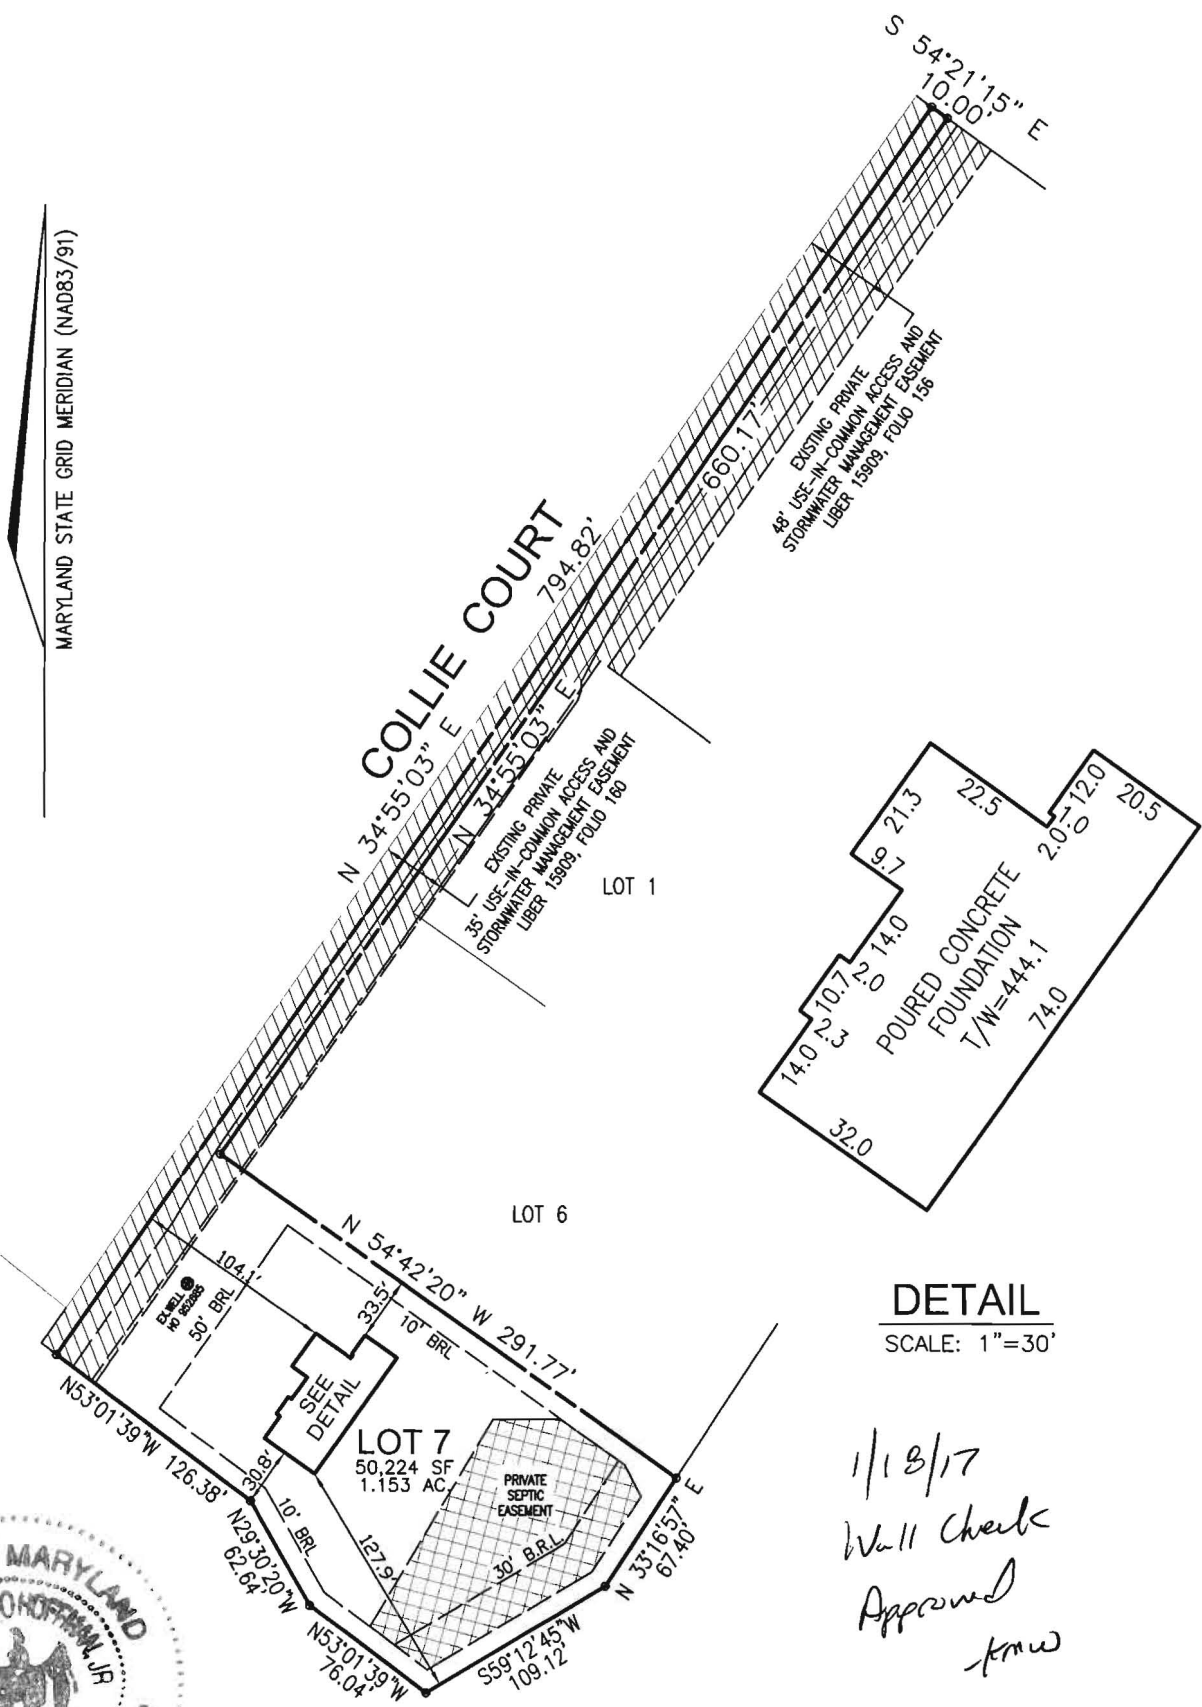 S 54°21'15" E
10.00'
MARYLAND STATE GRID MERIDIAN (NAD83/91)
EXISTING PRIVATE
48' USE-IN-COMMON ACCESS AND
STORMWATER MANAGEMENT EASEMENT
LIBER 15909, FOLIO 156
660.17'
COLLIE COURT
794.82'
N 34°55'03" E
N 34°55'03" E
EXISTING PRIVATE
35' USE-IN-COMMON ACCESS AND
STORMWATER MANAGEMENT EASEMENT
LIBER 15909, FOLIO 160
LOT 1
21.3
22.5
12.0
20.5
1.0
2.0
9.7
14.0
2.0
10.7
2.3
14.0
32.0
74.0
POURED CONCRETE
FOUNDATION
T/W=444.1
LOT 6
N 54°42'20" W 291.77'
104.1'
EX.WELL
HO 952685
50' BRL
33.5'
10' BRL
SEE
DETAIL
DETAIL
SCALE: 1"=30'
LOT 7
50,224 SF
1.153 AC.
PRIVATE
SEPTIC
EASEMENT
30' B.R.L.
30.8'
10' BRL
127.9'
N53°01'39"W 126.38'
N29°30'20"W
62.64'
N53°01'39"W
76.04'
S59°12'45"W
109.12'
N 33°16'57" E
67.40'
1/18/17
Wall Check
Approved
-KMW
MARYLAND
HOFFMAN, JR